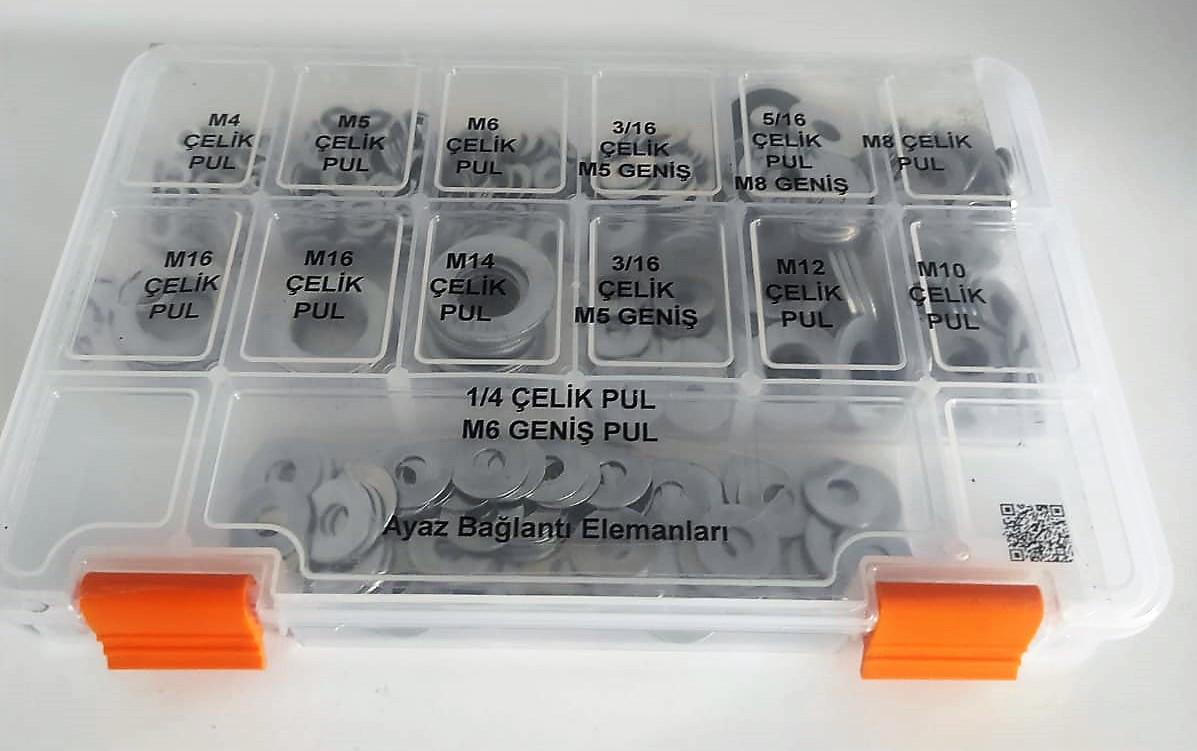 M4
ÇELİK
PUL
M5
ÇELİK
PUL
M6
ÇELİK
PUL
3/16
ÇELİK
M5 GENİŞ
5/16
ÇELİK
PUL
M8 GENİŞ
M8 ÇELİK
PUL
M16
ÇELİK
PUL
M16
ÇELİK
PUL
M14
ÇELİK
PUL
3/16
ÇELİK
M5 GENİŞ
M12
ÇELİK
PUL
M10
ÇELİK
PUL
1/4 ÇELİK PUL
M6 GENİŞ PUL
Ayaz Bağlantı Elemanları